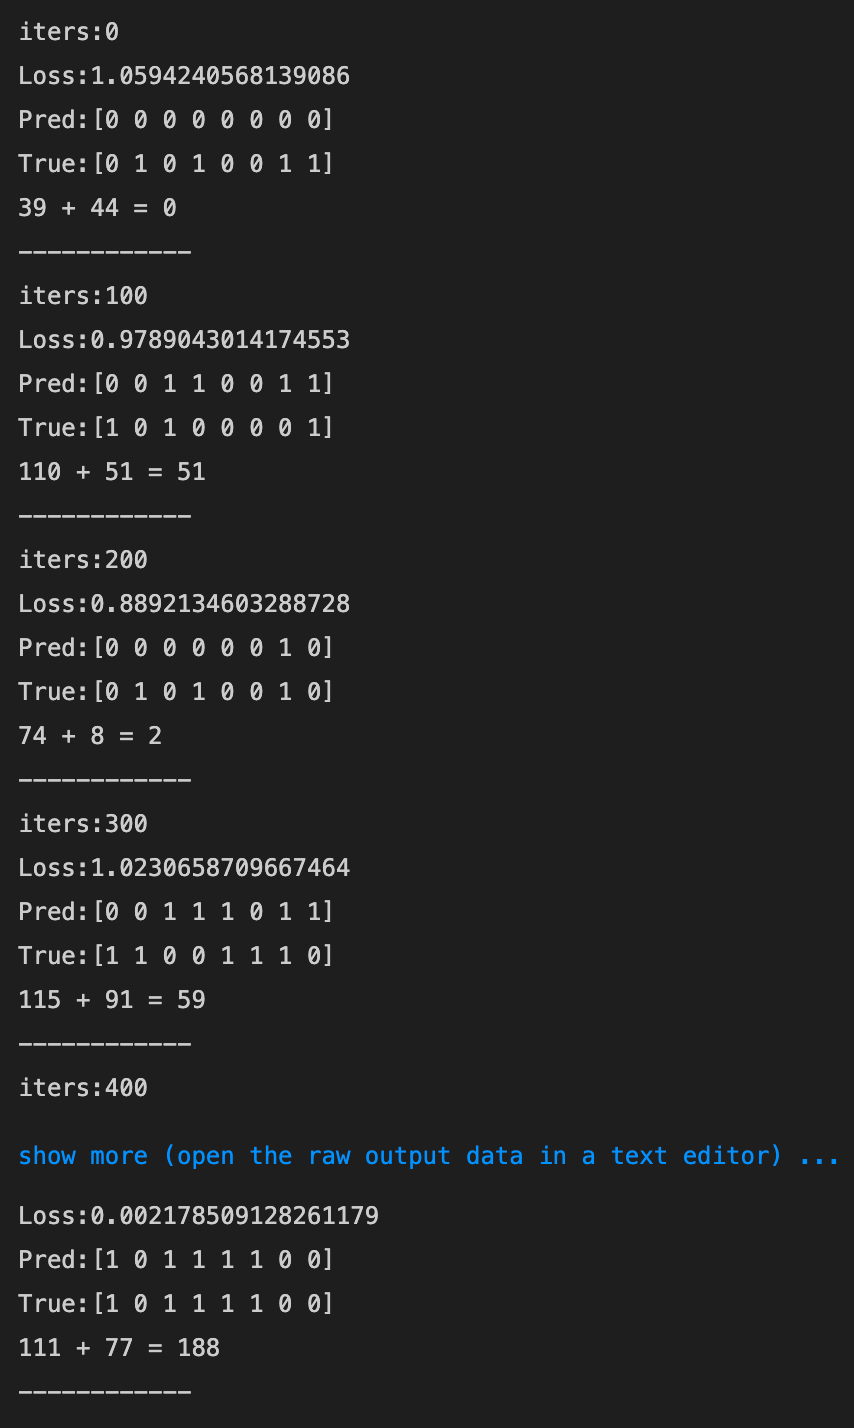 iters:0
Loss:1.0594240568139086
Pred:[0 0 0 0 0 0 0 0]
True:[0 1 0 1 0 0 1 1]
39 + 44 = 0
------------
iters:100
Loss:0.9789043014174553
Pred:[0 0 1 1 0 0 1 1]
True:[1 0 1 0 0 0 0 1]
110 + 51 = 51
------------
iters:200
Loss:0.8892134603288728
Pred:[0 0 0 0 0 0 1 0]
True:[0 1 0 1 0 0 1 0]
74 + 8 = 2
------------
iters:300
Loss:1.0230658709667464
Pred:[0 0 1 1 1 0 1 1]
True:[1 1 0 0 1 1 1 0]
115 + 91 = 59
------------
iters:400
show more (open the raw output data in a text editor) ...
Loss:0.002178509128261179
Pred:[1 0 1 1 1 1 0 0]
True:[1 0 1 1 1 1 0 0]
111 + 77 = 188
------------